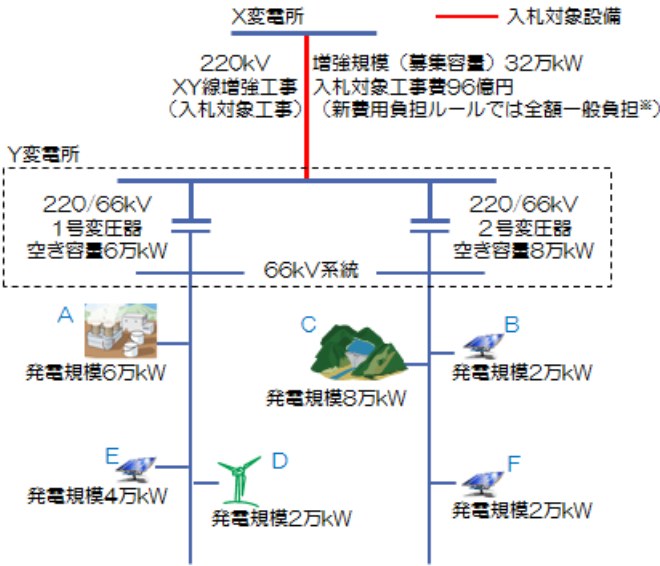 X変電所
入札対象設備
220kV
XY線増強工事
(入札対象工事)
増強規模（募集容量）32万kW
入札対象工事費96億円
（新費用負担ルールでは全額一般負担※）
Y変電所
220/66kV
1号変圧器
空き容量6万kW
220/66kV
2号変圧器
空き容量8万kW
66kV系統
A
発電規模6万kW
C
発電規模8万kW
B
発電規模2万kW
E
発電規模4万kW
D
発電規模2万kW
F
発電規模2万kW